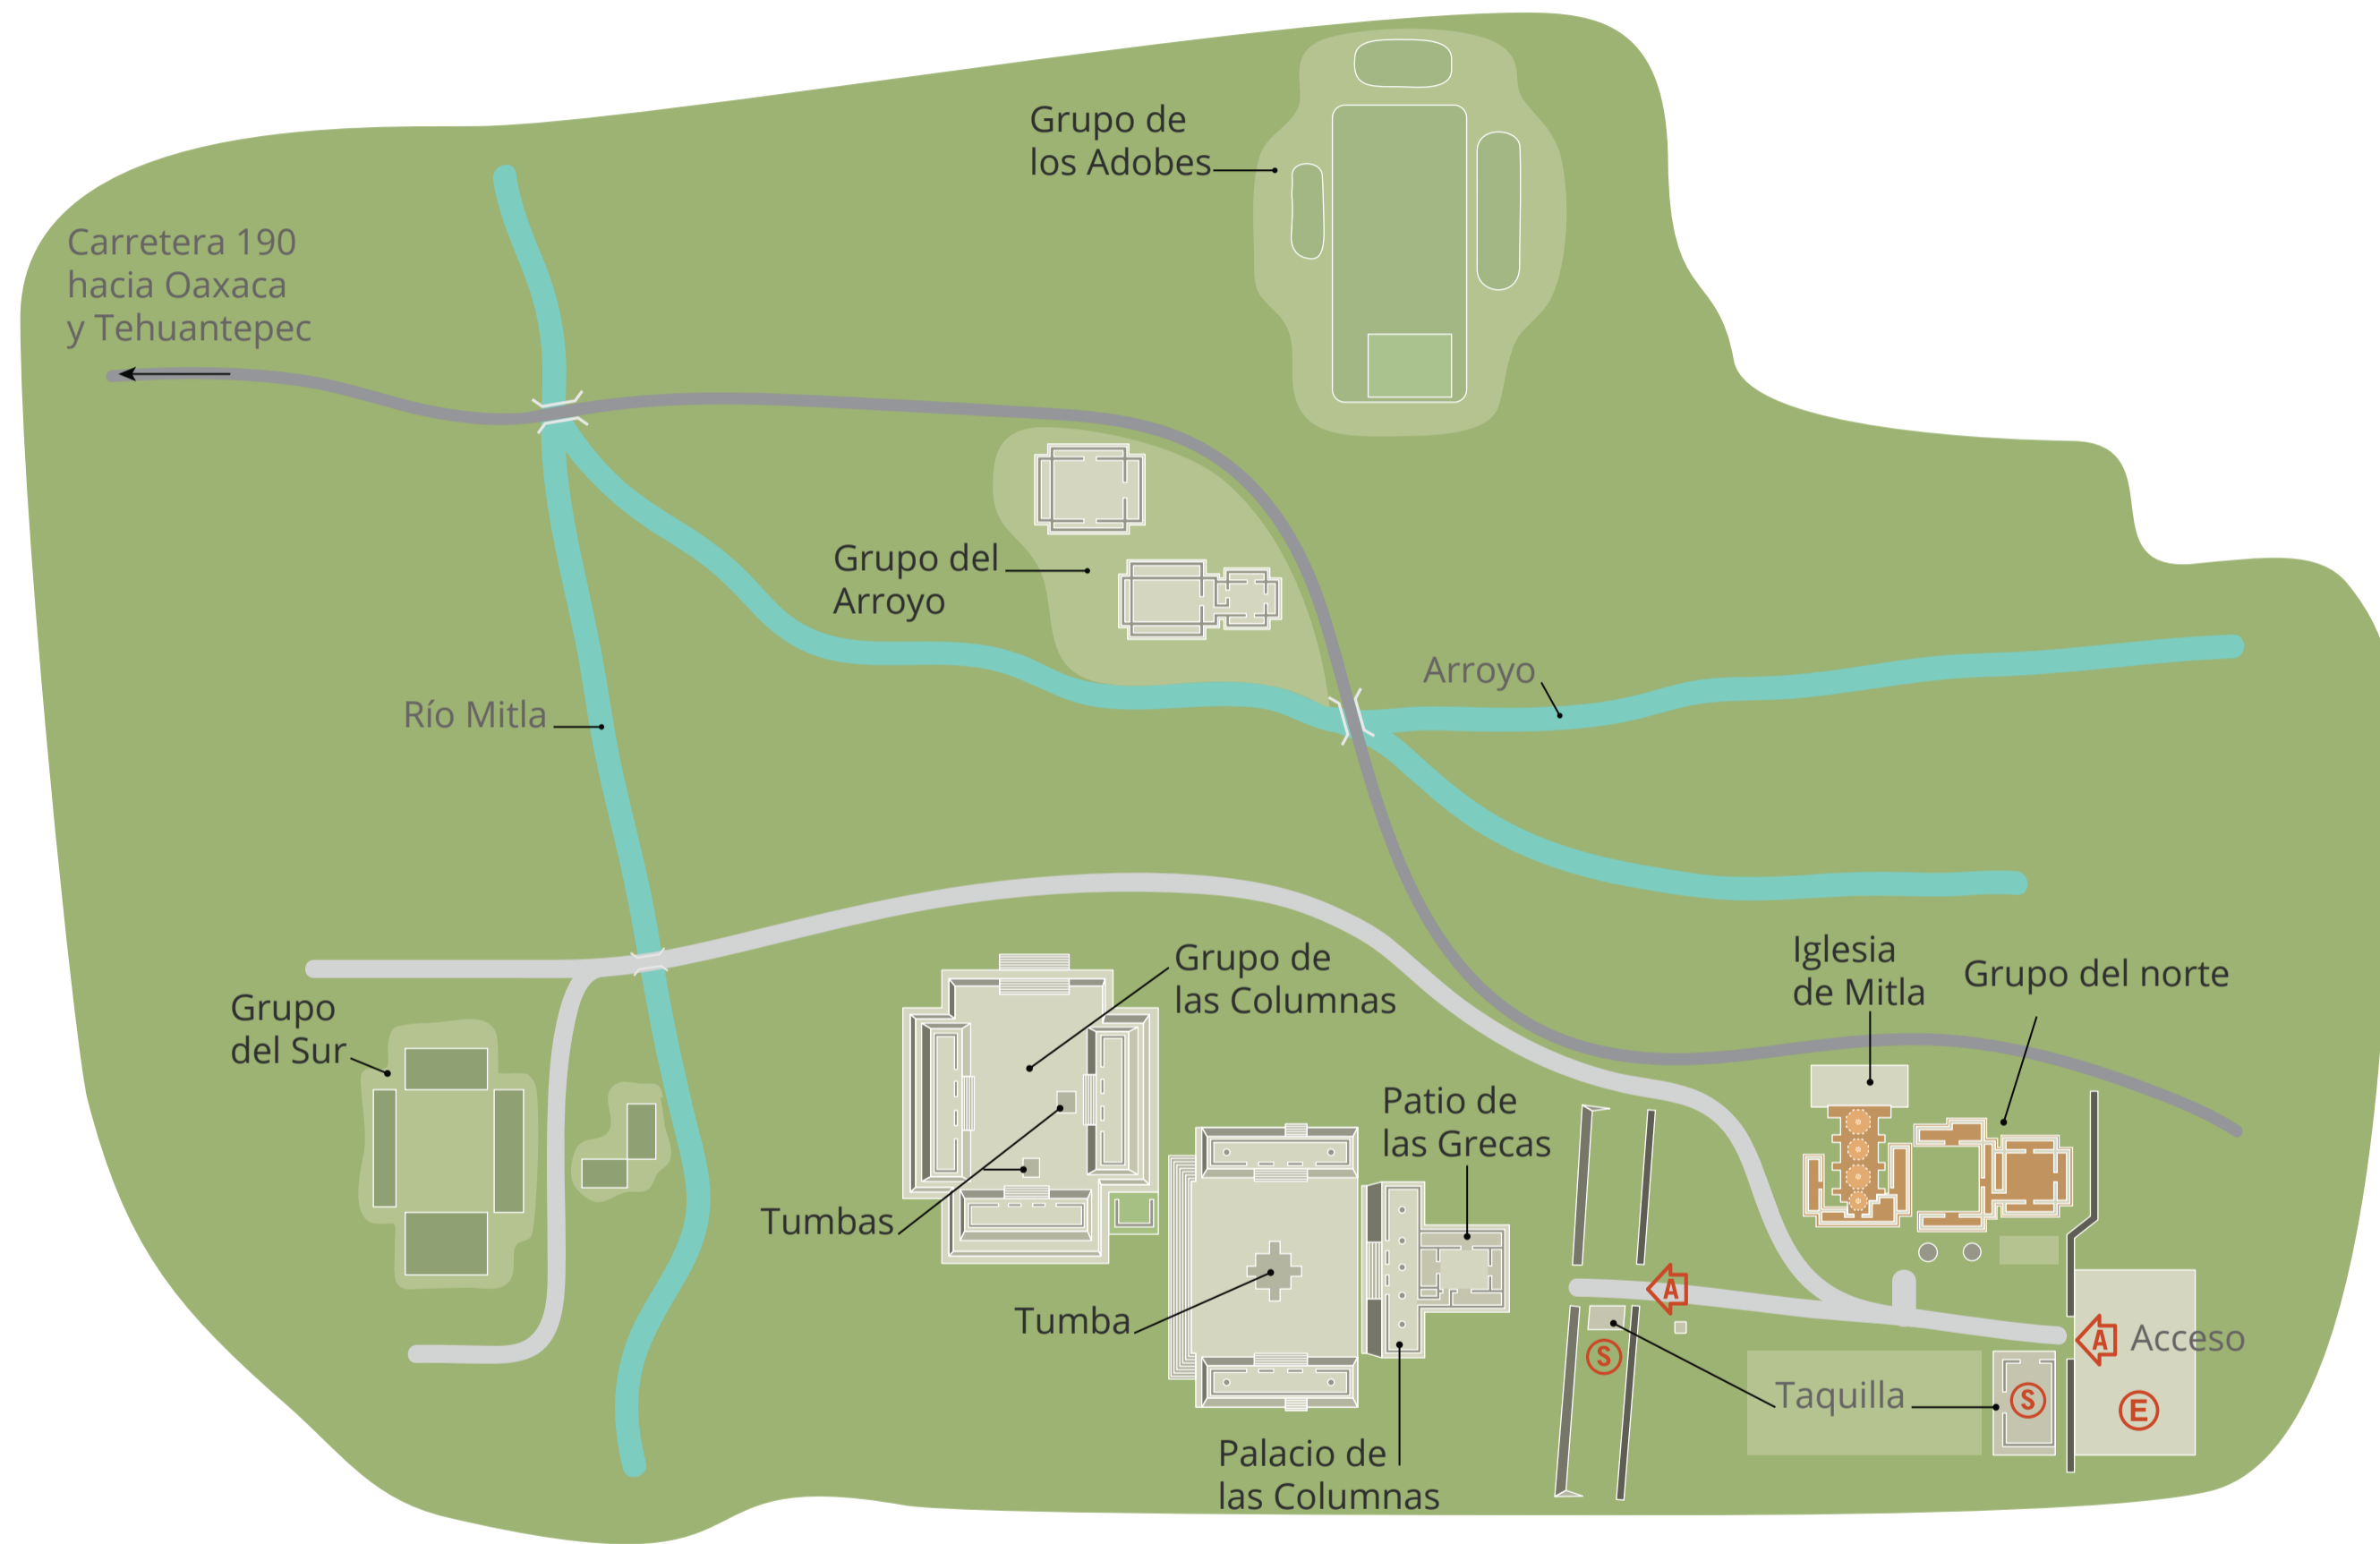 Grupo de
los Adobes
Carretera 190
hacia Oaxaca
y Tehuantepec
Grupo del
Arroyo
Arroyo
Río Mitla
Grupo de
las Columnas
Iglesia
de Mitla
Grupo del norte
Grupo
del Sur
Patio de
las Grecas
Tumbas
Tumba
A
A
Acceso
S
Taquilla
S
E
Palacio de
las Columnas